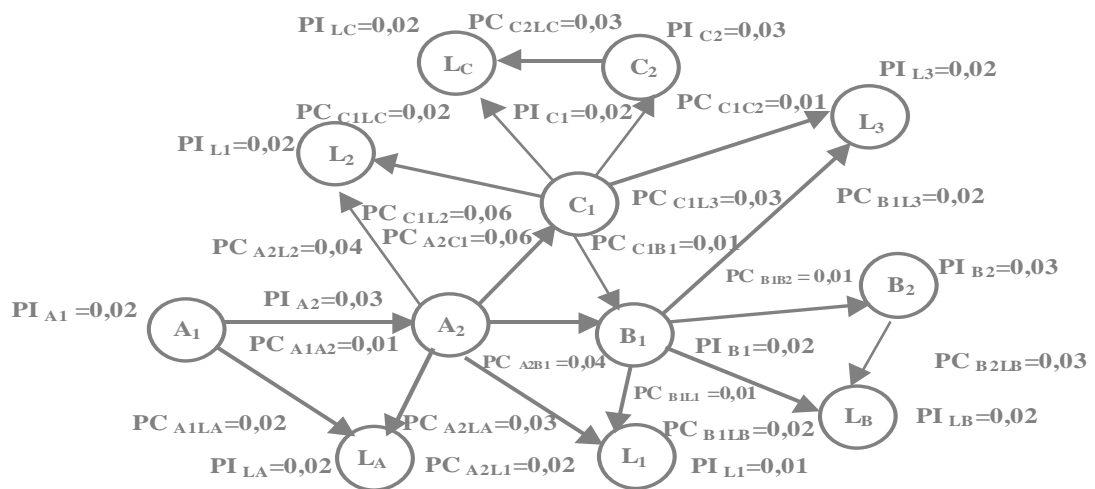 PI LC=0,02
PC C2LC=0,03
PI C2=0,03
LC
C2
PI L3=0,02
PC C1LC=0,02
PI C1=0,02
PC C1C2=0,01
L3
PI L1=0,02
L2
C1
PC C1L2=0,06
PC C1L3=0,03
PC B1L3=0,02
PC A2C1=0,06
PC C1B1=0,01
PC A2L2=0,04
PC B1B2=0,01
PI B2=0,03
B2
PI A1 =0,02
PI A2=0,03
A1
A2
B1
PC A1A2=0,01
PC A2B1=0,04
PI B1=0,02
PC B2LB=0,03
PC B1L1=0,01
PC A1LA=0,02
PC A2LA=0,03
PC B1LB=0,02
LB
PI LB=0,02
PI LA=0,02
LA
PC A2L1=0,02
L1
PI L1=0,01